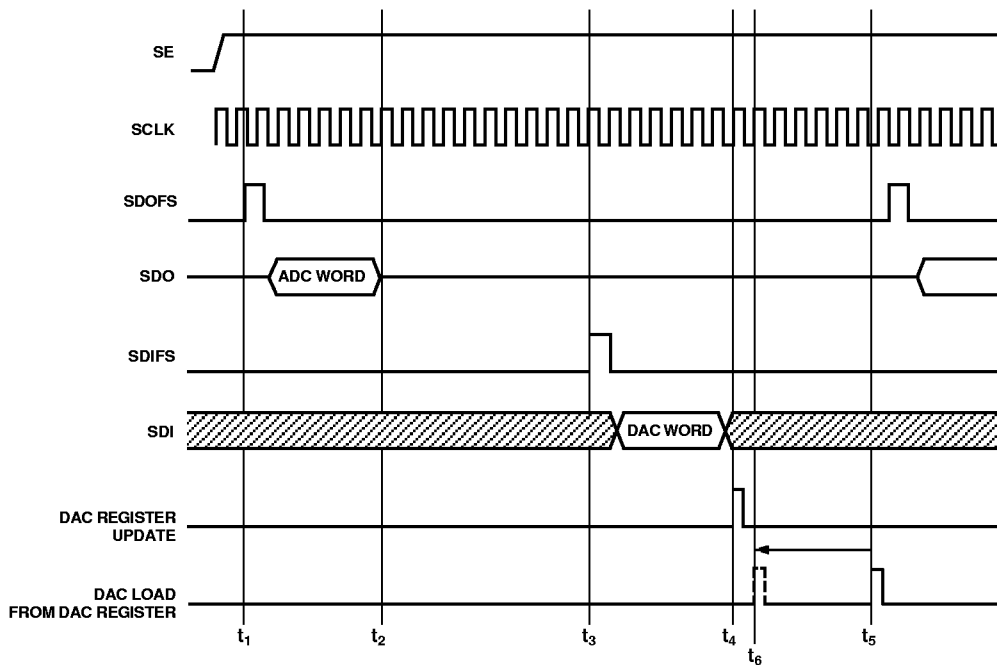 SE
SCLK
SDOFS
SDO
ADC WORD
SDIFS
SDI
DAC WORD
DAC REGISTER
UPDATE
DAC LOAD
FROM DAC REGISTER
t1
t2
t3
t4
t6
t5